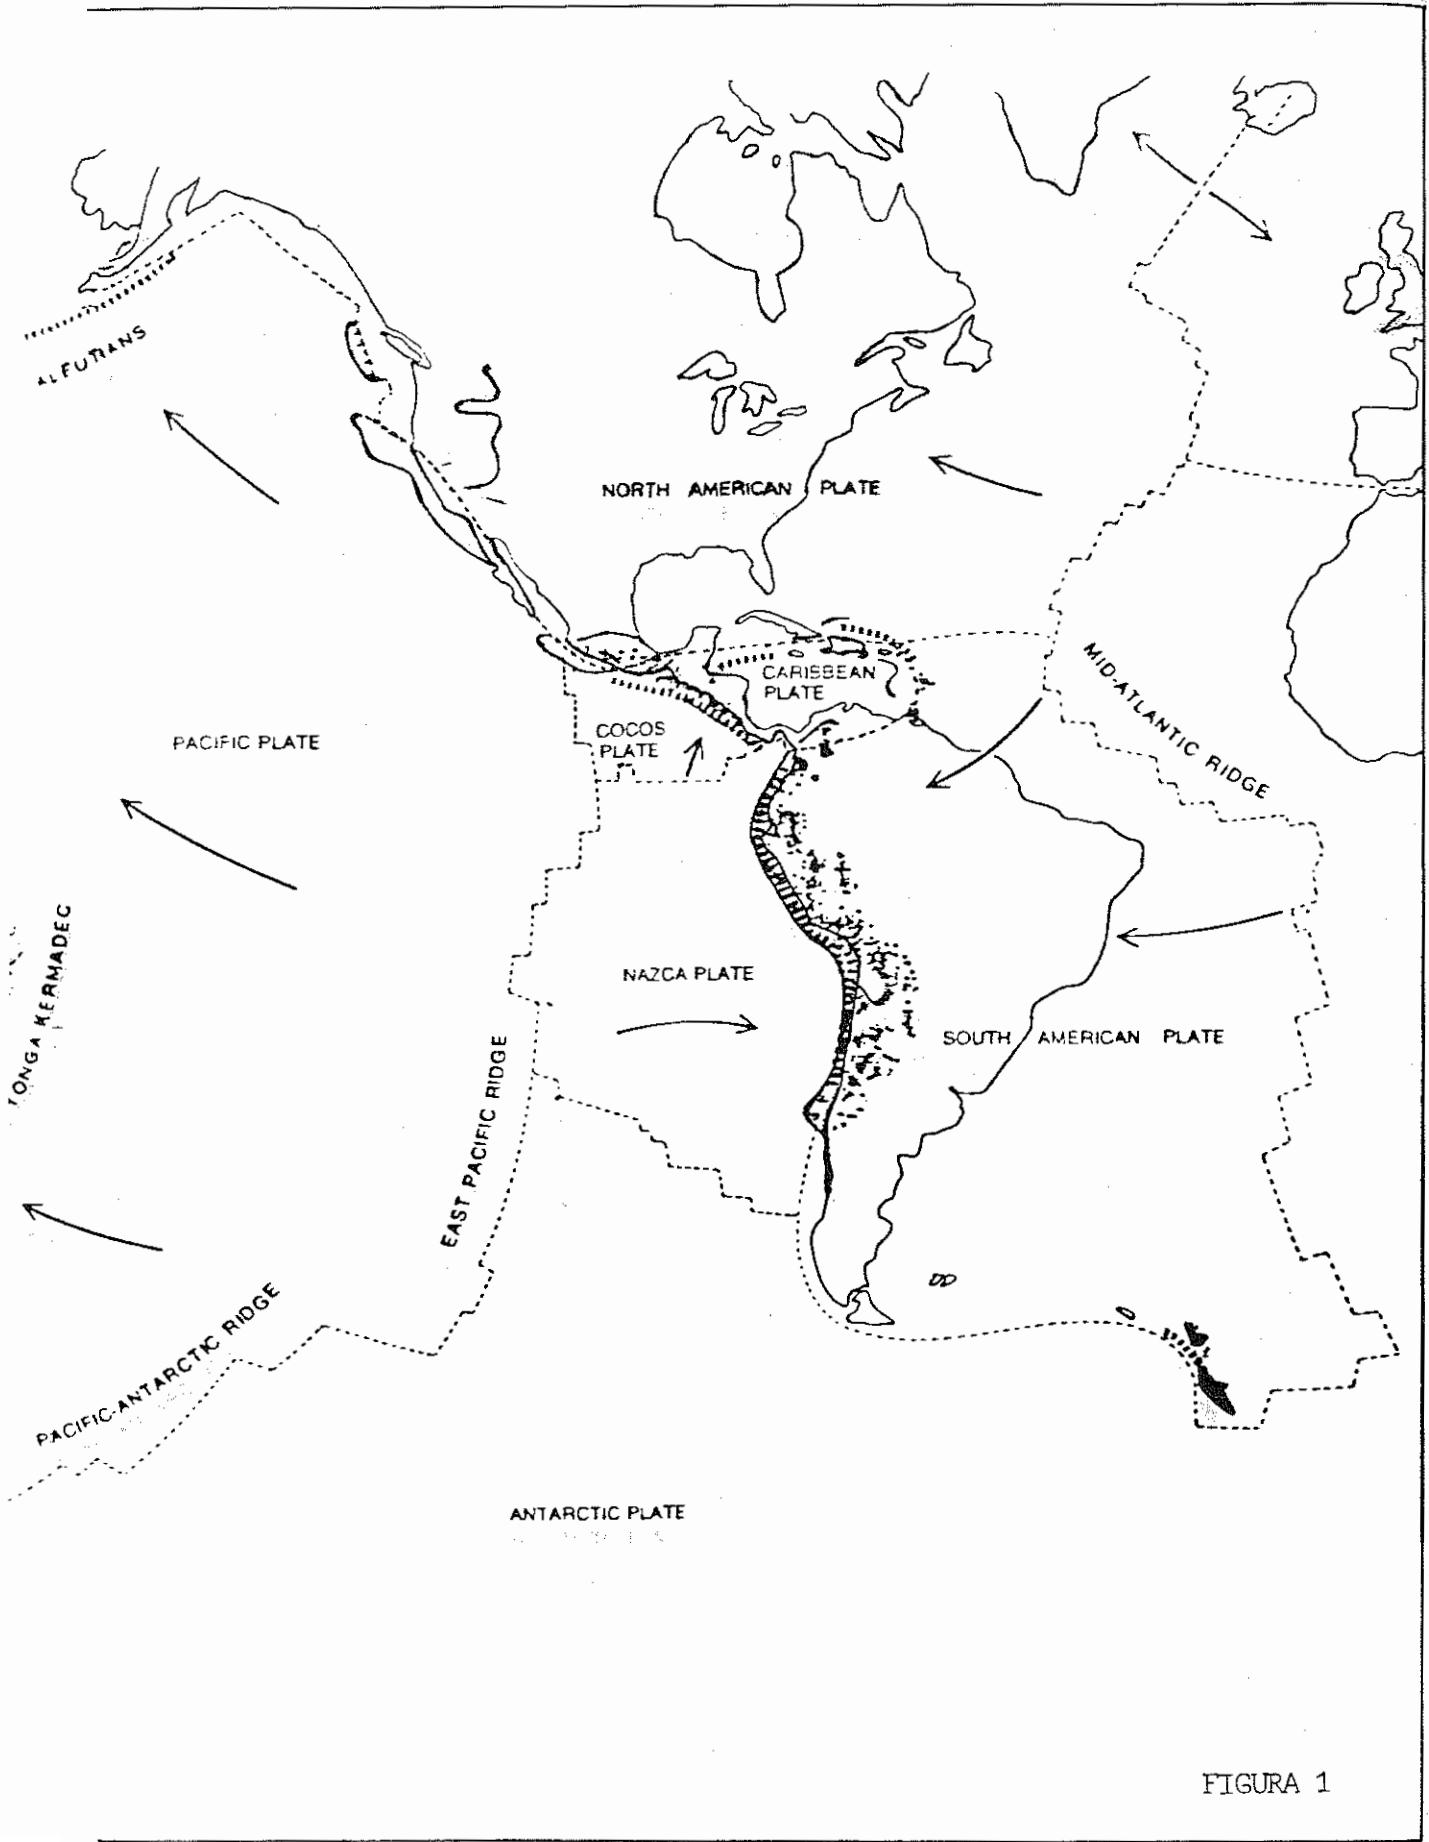 ALEUTIANS
NORTH AMERICAN PLATE
CARIBBEAN
PLATE
MID-ATLANTIC RIDGE
COCOS
PLATE
PACIFIC PLATE
TONGA KERMADEC
NAZCA PLATE
SOUTH AMERICAN PLATE
EAST PACIFIC RIDGE
PACIFIC-ANTARCTIC RIDGE
ANTARCTIC PLATE
FIGURA 1